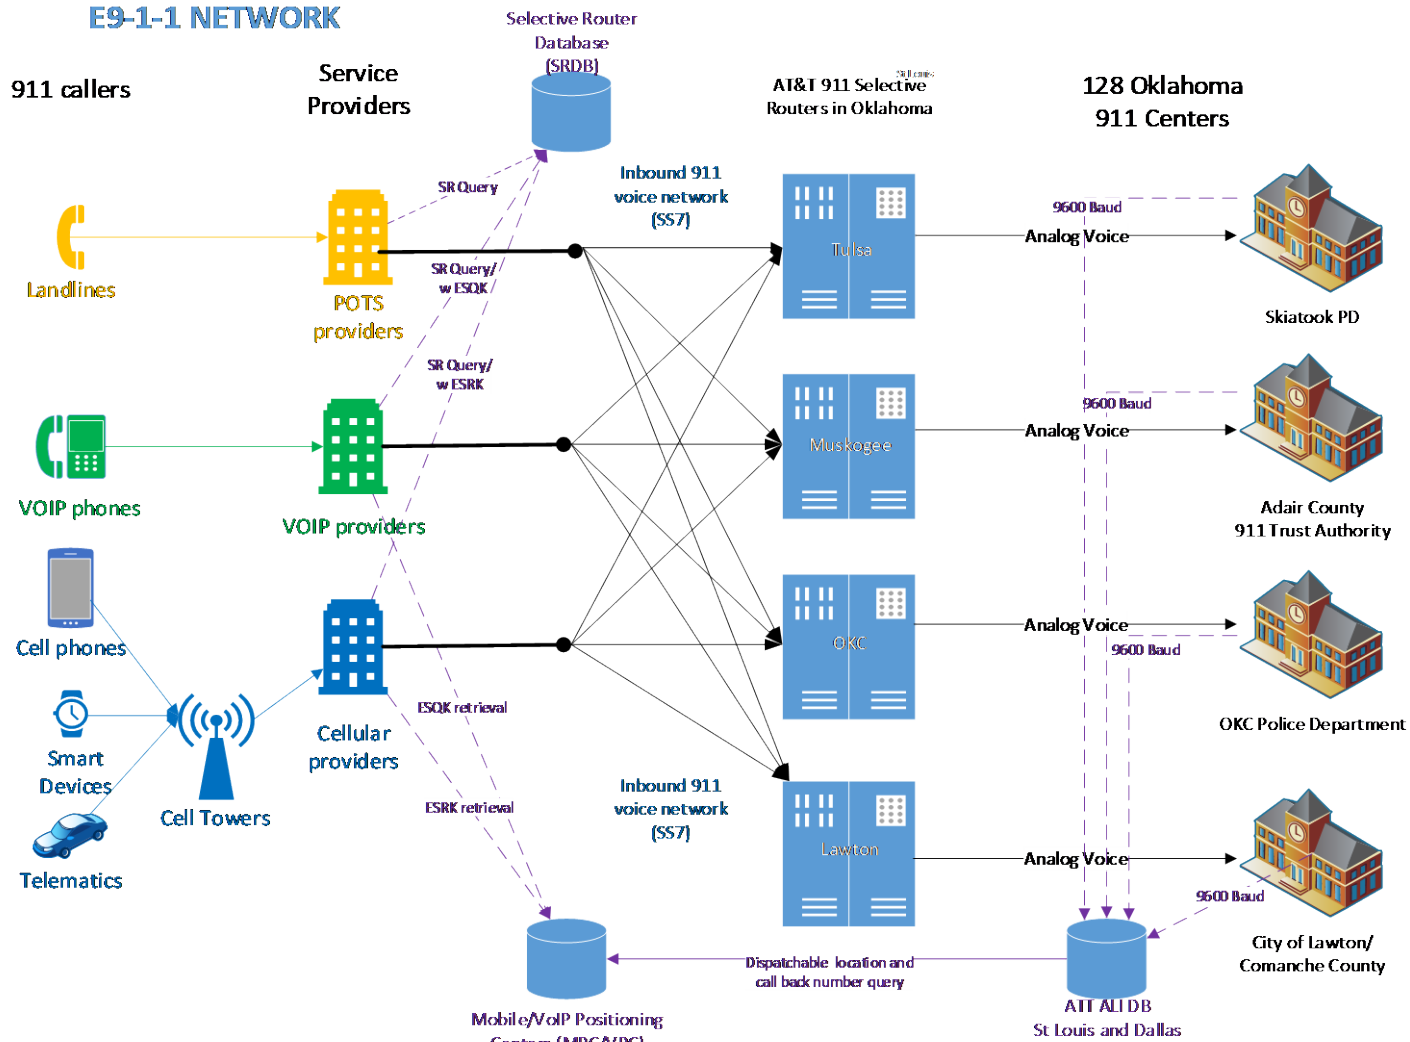 E9-1-1 NETWORK
Selective Router
Database
(SRDB)
911 callers
Service
Providers
AT&T 911 Selective
Routers in Oklahoma
128 Oklahoma
911 Centers
SR Query
Inbound 911
voice network
(SS7)
9600 Baud
Analog Voice
Tulsa
Landlines
POTS
providers
SR Query/
w ESQK
Skiatook PD
SR Query/
w ESRK
9600 Baud
Analog Voice
Muskogee
VOIP phones
VOIP providers
Adair County
911 Trust Authority
Cell phones
Analog Voice
9600 Baud
OKC
ESQK retrieval
OKC Police Department
Smart
Devices
Cellular
providers
Cell Towers
ESRK retrieval
Inbound 911
voice network
(SS7)
Lawton
Analog Voice
Telematics
9600 Baud
City of Lawton/
Comanche County
Dispatchable location and
call back number query
ATT ALI DB
St Louis and Dallas
Mobile/VoIP Positioning